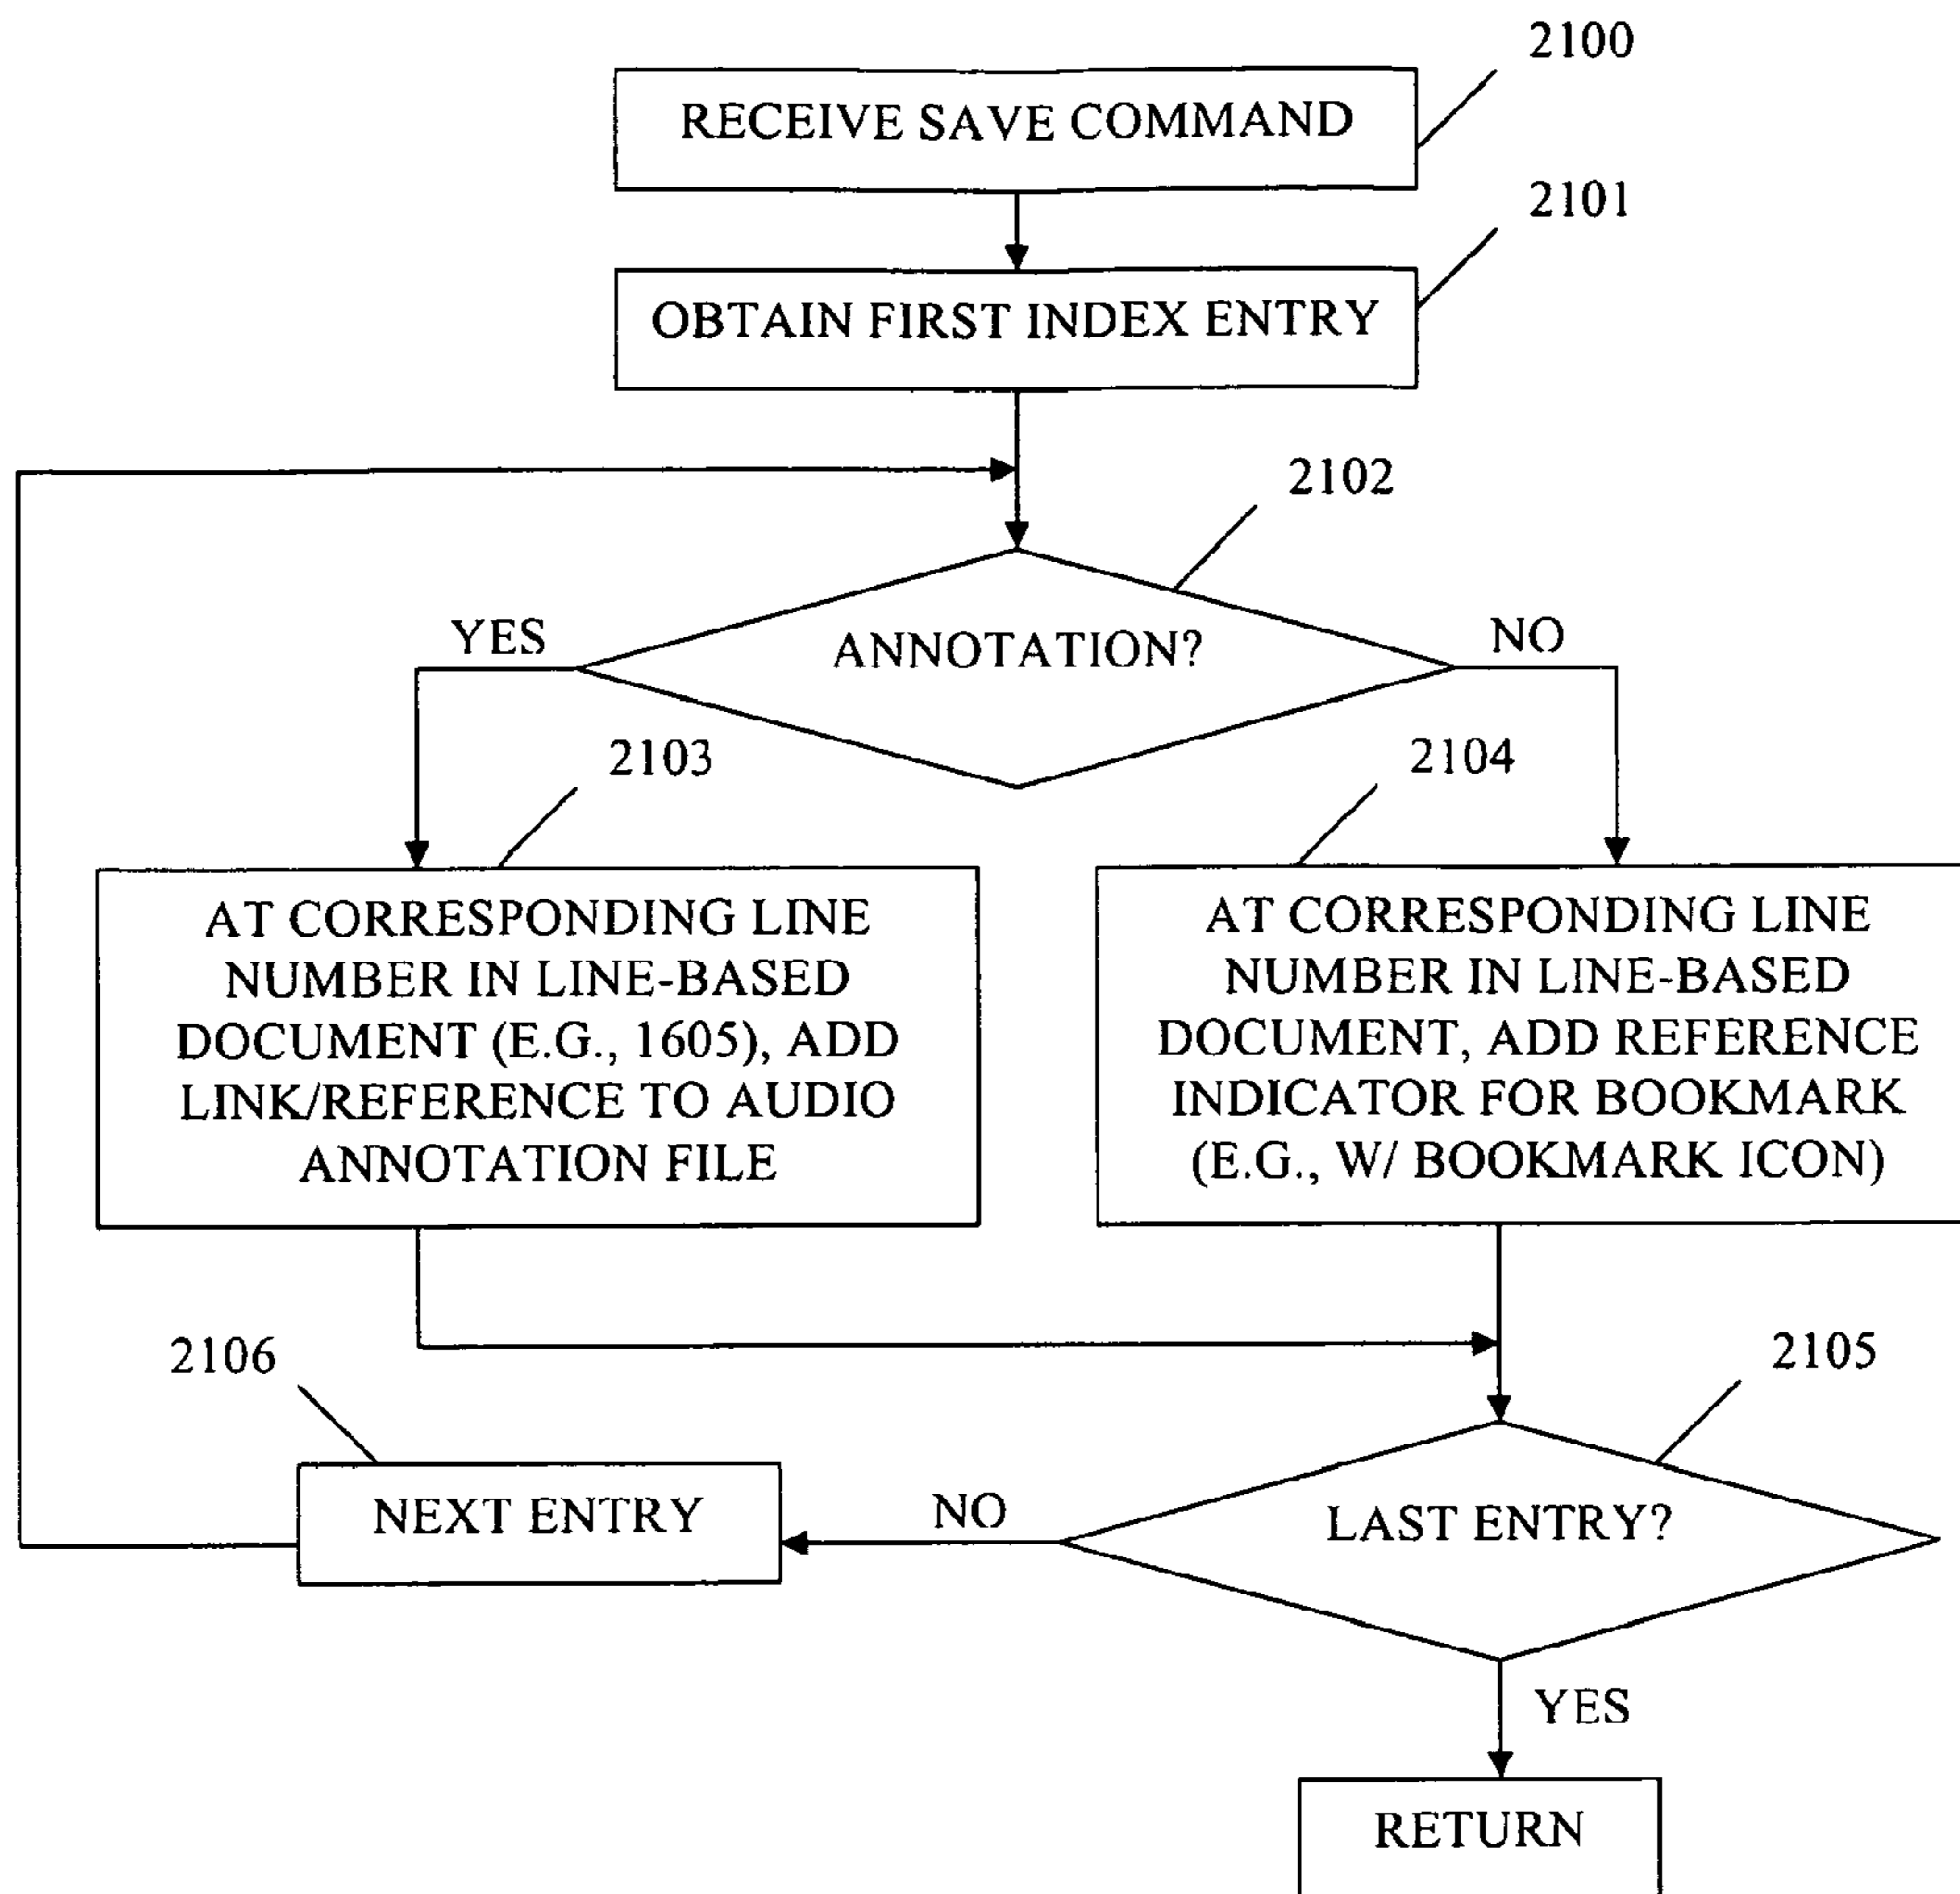 2100
RECEIVE SAVE COMMAND
2101
OBTAIN FIRST INDEX ENTRY
2102
ANNOTATION?
YES
NO
2103
2104
AT CORRESPONDING LINE
NUMBER IN LINE-BASED
DOCUMENT (E.G., 1605), ADD
LINK/REFERENCE TO AUDIO
ANNOTATION FILE
AT CORRESPONDING LINE
NUMBER IN LINE-BASED
DOCUMENT, ADD REFERENCE
INDICATOR FOR BOOKMARK
(E.G., W/ BOOKMARK ICON)
2106
2105
NEXT ENTRY
NO
LAST ENTRY?
YES
RETURN